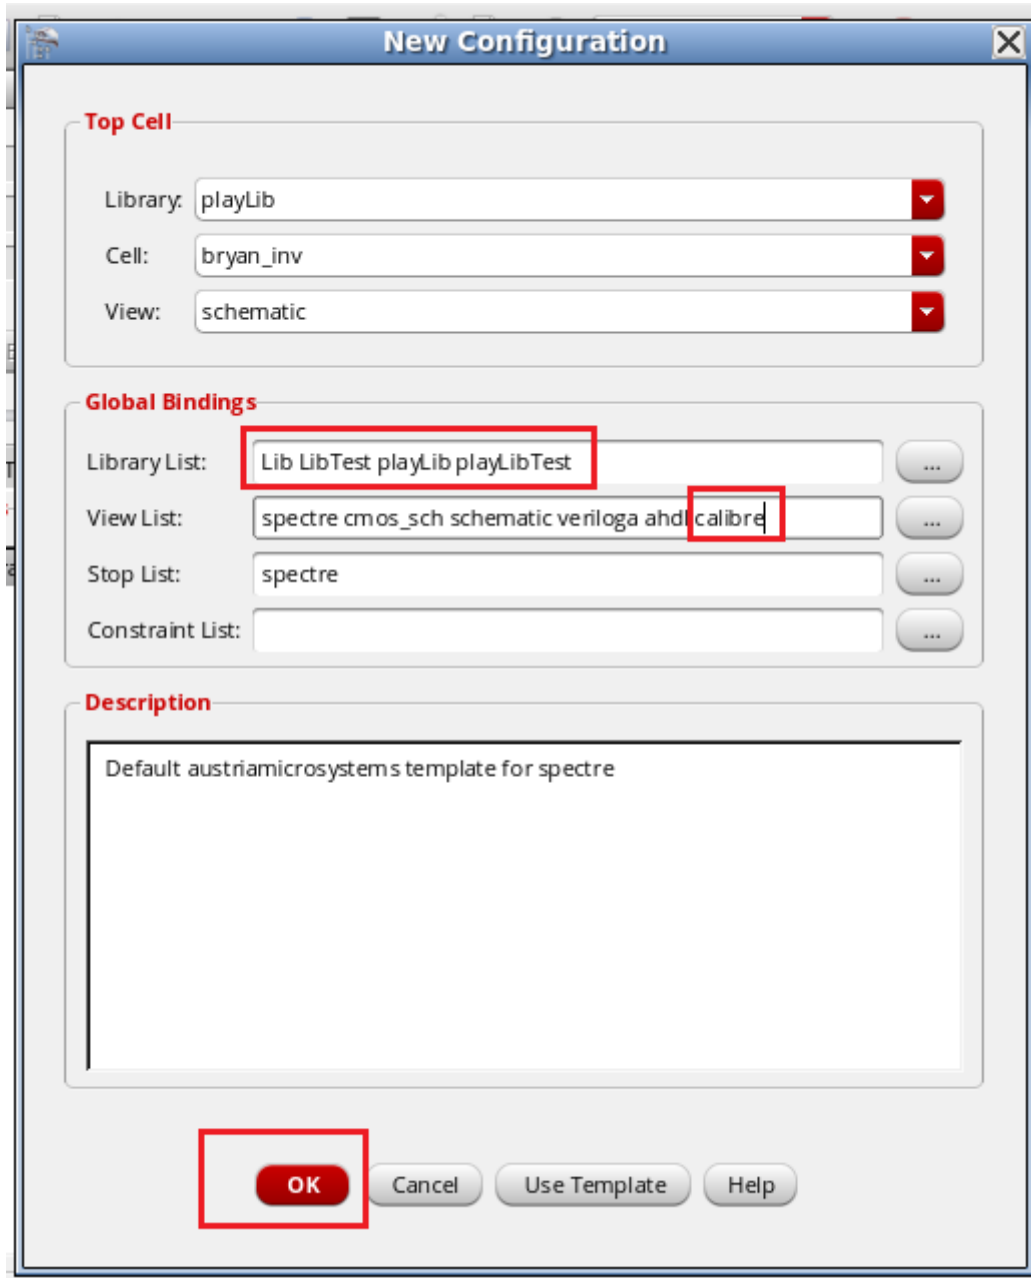 New Configuration
Top Cell
Library: playLib
Cell: bryan_inv
View: schematic
Global Bindings
Library List: Lib LibTest playLib playLibTest ...
View List: spectre cmos_sch schematic veriloga ahdl calibre ...
Stop List: spectre ...
Constraint List: ...
Description
Default austriamicrosystems template for spectre
OK Cancel Use Template Help